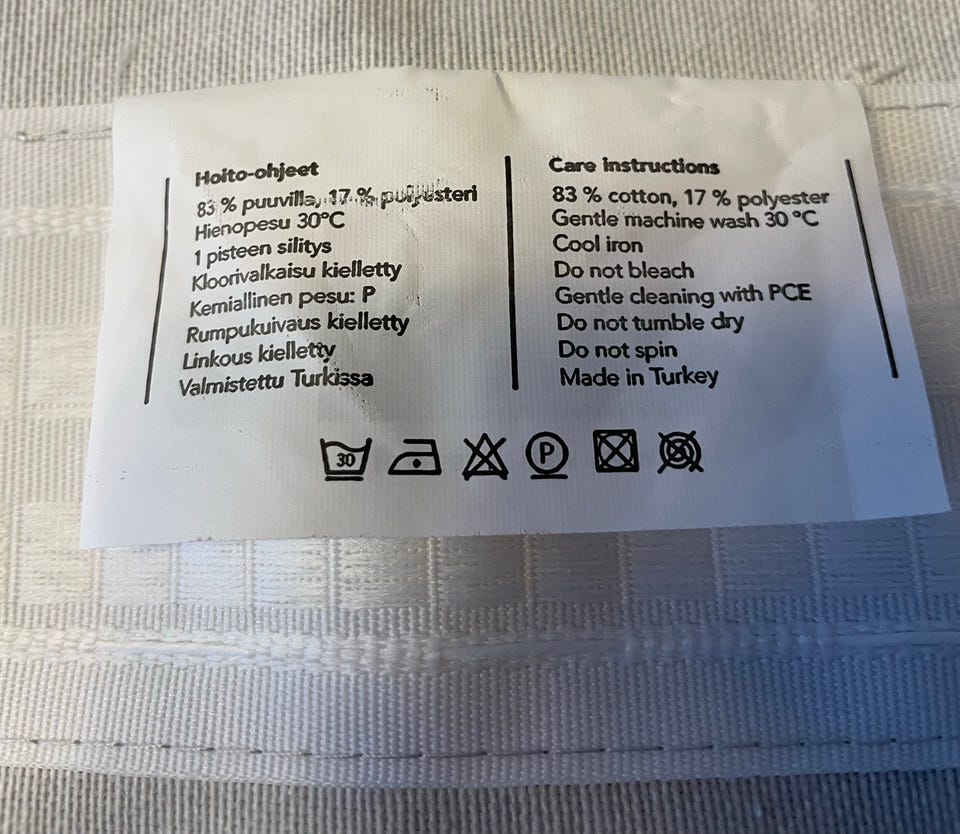 Hoito-ohjeet
83 % puuvilla, 17 % polyesteri
Hienopesu 30°C
1 pisteen silitys
Kloorivalkaisu kielletty
Kemiallinen pesu: P
Rumpukuivaus kielletty
Linkous kielletty
Valmistettu Turkissa
Care instructions
83 % cotton, 17 % polyester
Gentle machine wash 30 °C
Cool iron
Do not bleach
Gentle cleaning with PCE
Do not tumble dry
Do not spin
Made in Turkey
30 P